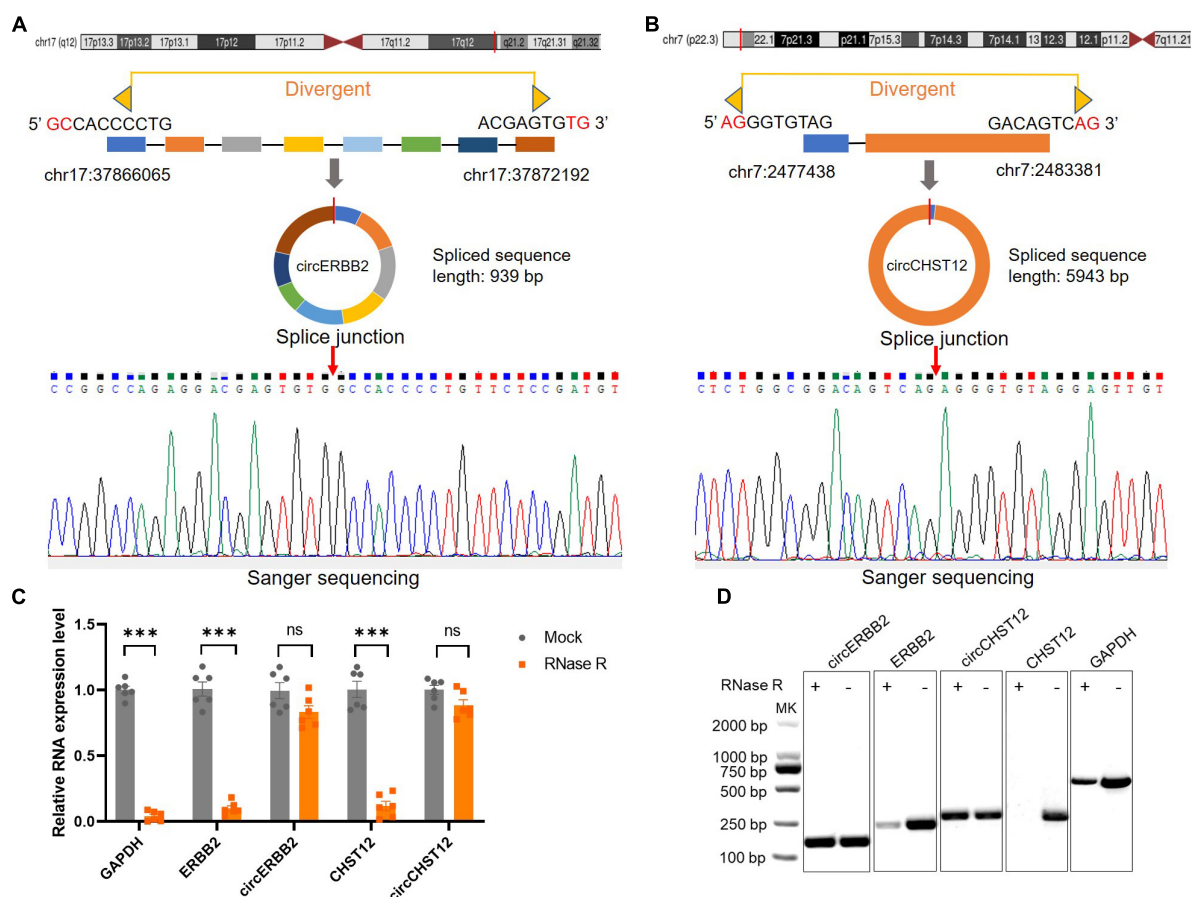 A
chr17 (q12) 17p13.3 17p13.2 17p13.1 17p12 17p11.2 17q11.2 17q12 q21.2 17q21.31 q21.32
Divergent
5' GCCACCCCTG ACGAGTGTG 3'
chr17:37866065 chr17:37872192
circERBB2
Spliced sequence
length: 939 bp
Splice junction
C C G G C C A G A G G A C G A G T G T G G C C A C C C C T G T T C T C C G A T G T
Sanger sequencing
B
chr7 (p22.3) 22.1 7p21.3 p21.1 7p15.3 7p14.3 7p14.1 13 12.3 12.1 p11.2 7q11.21
Divergent
5' AGGGTGTAG GACAGTCAG 3'
chr7:2477438 chr7:2483381
circCHST12
Spliced sequence
length: 5943 bp
Splice junction
C T C T G G C G G A C A G T C A G A G G G T G T A G G A G T T G T
Sanger sequencing
C
Relative RNA expression level
1.5
1.0
0.5
0.0
*** *** ns *** ns
Mock
RNase R
GAPDH
ERBB2
circERBB2
CHST12
circCHST12
D
circERBB2 ERBB2 circCHST12 CHST12 GAPDH
RNase R + - + - + - + - + -
MK
2000 bp
1000 bp
750 bp
500 bp
250 bp
100 bp